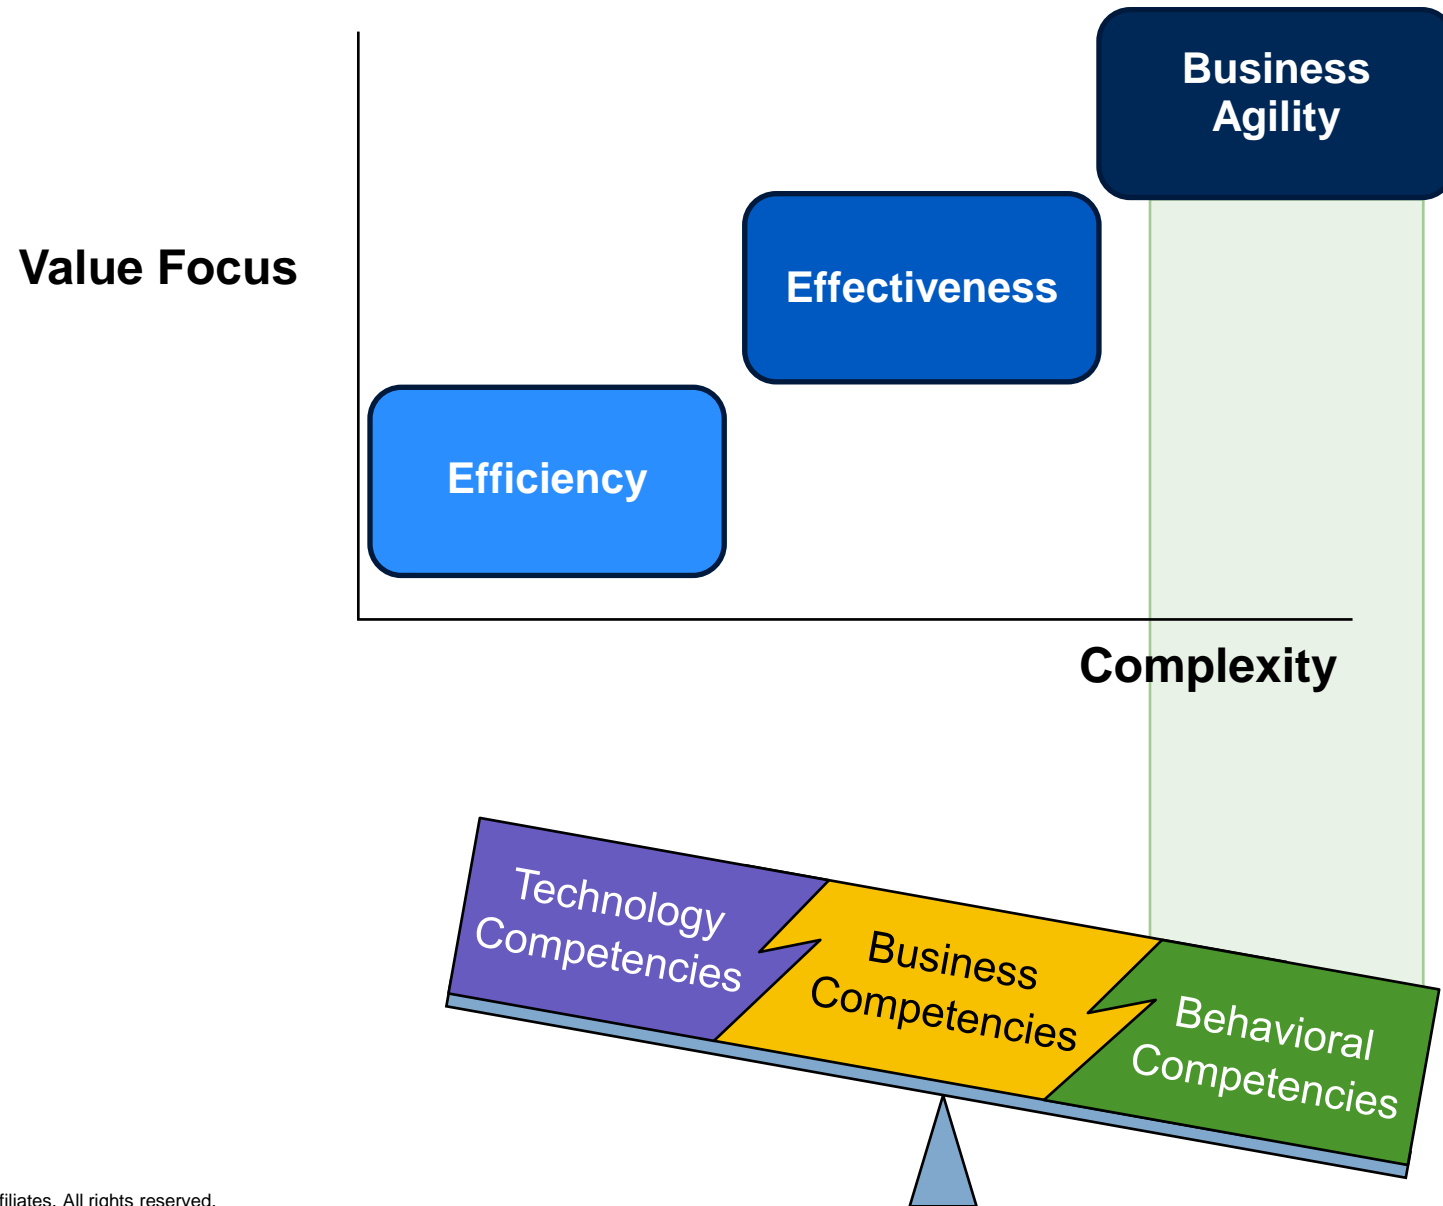 Business
Agility
Value Focus
Effectiveness
Efficiency
Complexity
Technology
Competencies
Business
Competencies
Behavioral
Competencies
filiates. All rights reserved.